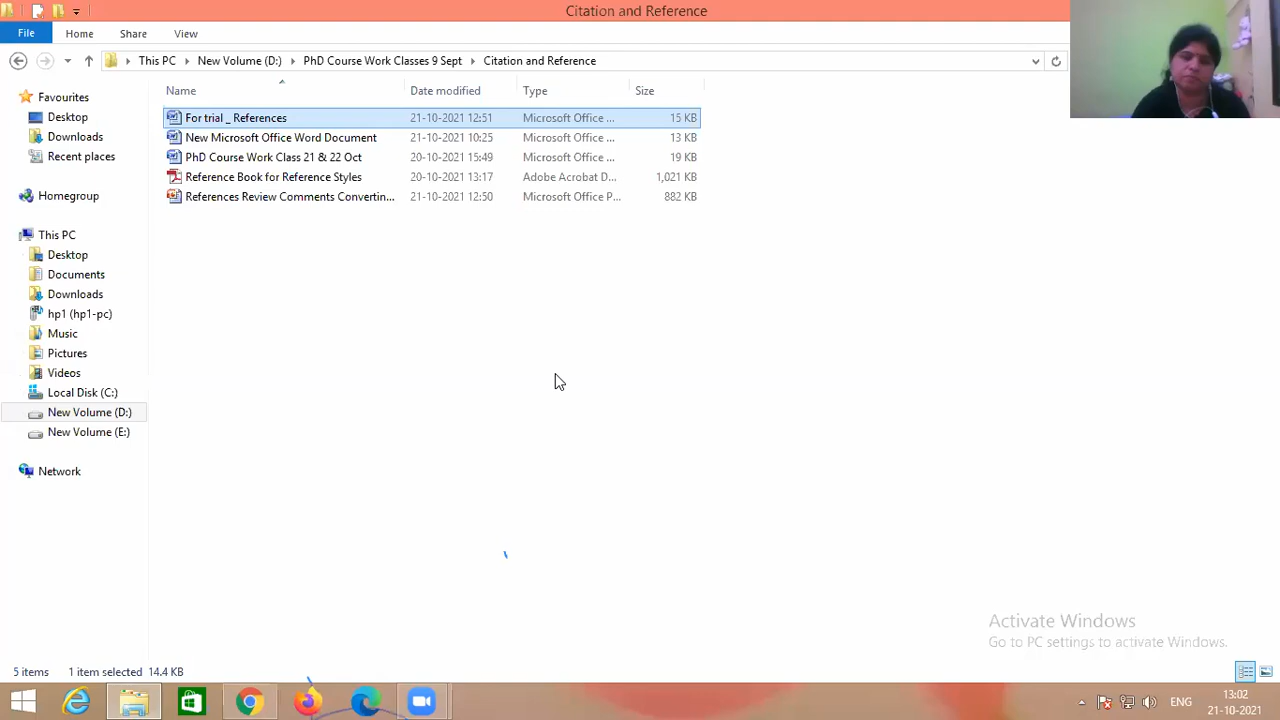 Citation and Reference
File Home Share View
This PC New Volume (D:) PhD Course Work Classes 9 Sept Citation and Reference
Name Date modified Type Size
For trial _ References 21-10-2021 12:51 Microsoft Office ... 15 KB
New Microsoft Office Word Document 21-10-2021 10:25 Microsoft Office ... 13 KB
PhD Course Work Class 21 & 22 Oct 20-10-2021 15:49 Microsoft Office ... 19 KB
Reference Book for Reference Styles 20-10-2021 13:17 Adobe Acrobat D... 1,021 KB
References Review Comments Convertin... 21-10-2021 12:50 Microsoft Office P... 882 KB
Favourites
Desktop
Downloads
Recent places
Homegroup
This PC
Desktop
Documents
Downloads
hp1 (hp1-pc)
Music
Pictures
Videos
Local Disk (C:)
New Volume (D:)
New Volume (E:)
Network
Activate Windows
Go to PC settings to activate Windows.
5 items 1 item selected 14.4 KB
ENG
13:02
21-10-2021